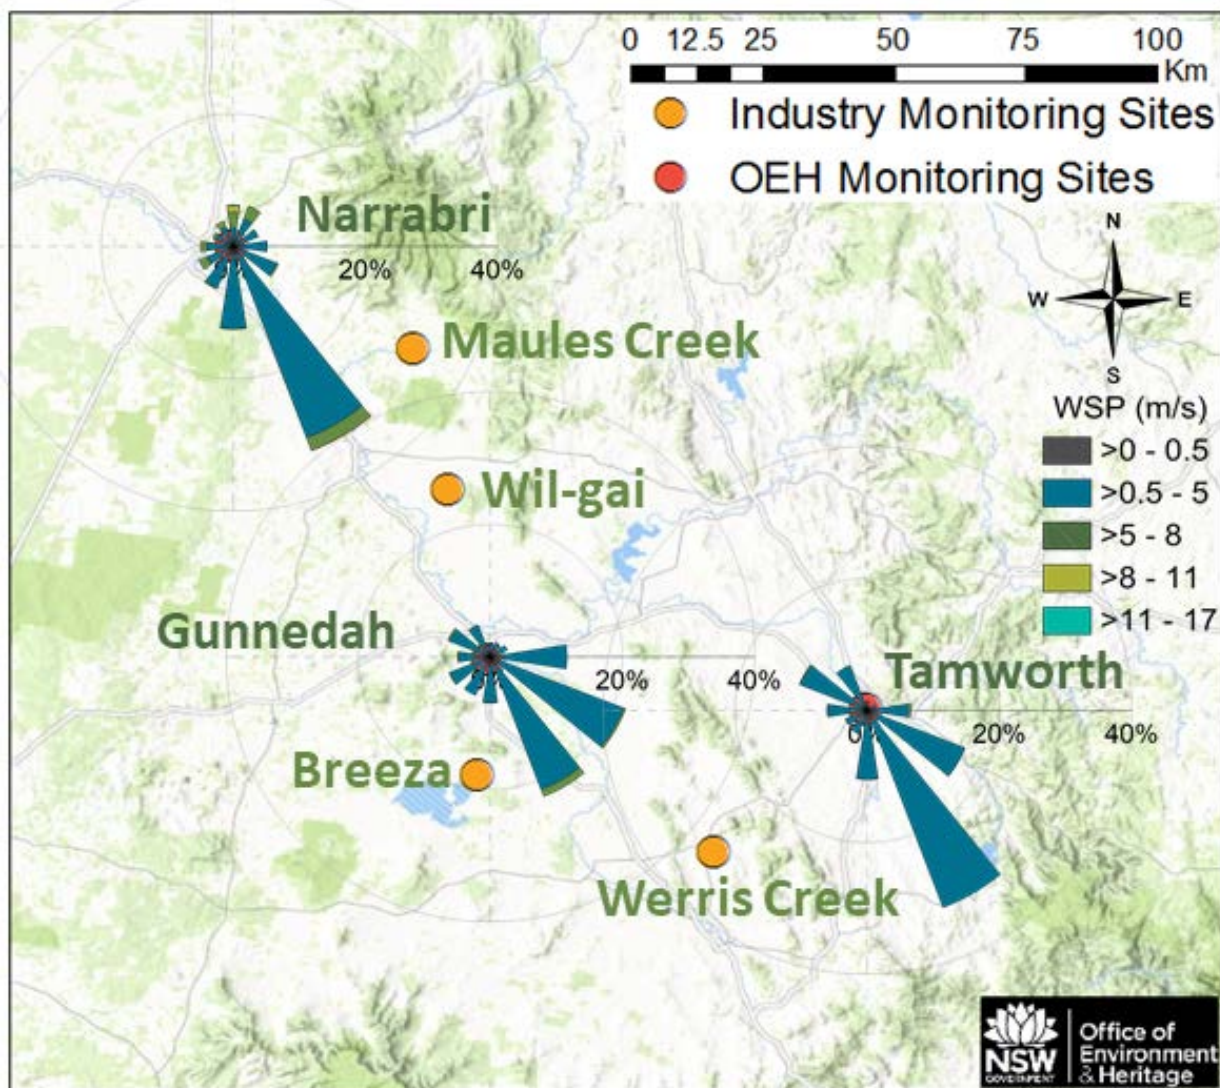 0 12.5 25 50 75 100
Km
Industry Monitoring Sites
OEH Monitoring Sites
Narrabri
20% 40%
N
W E
S
Maules Creek
WSP (m/s)
>0 - 0.5
>0.5 - 5
>5 - 8
>8 - 11
>11 - 17
Wil-gai
Gunnedah
20% 40%
Tamworth
20% 40%
Breeza
Werris Creek
NSW
GOVERNMENT
Office of
Environment
& Heritage